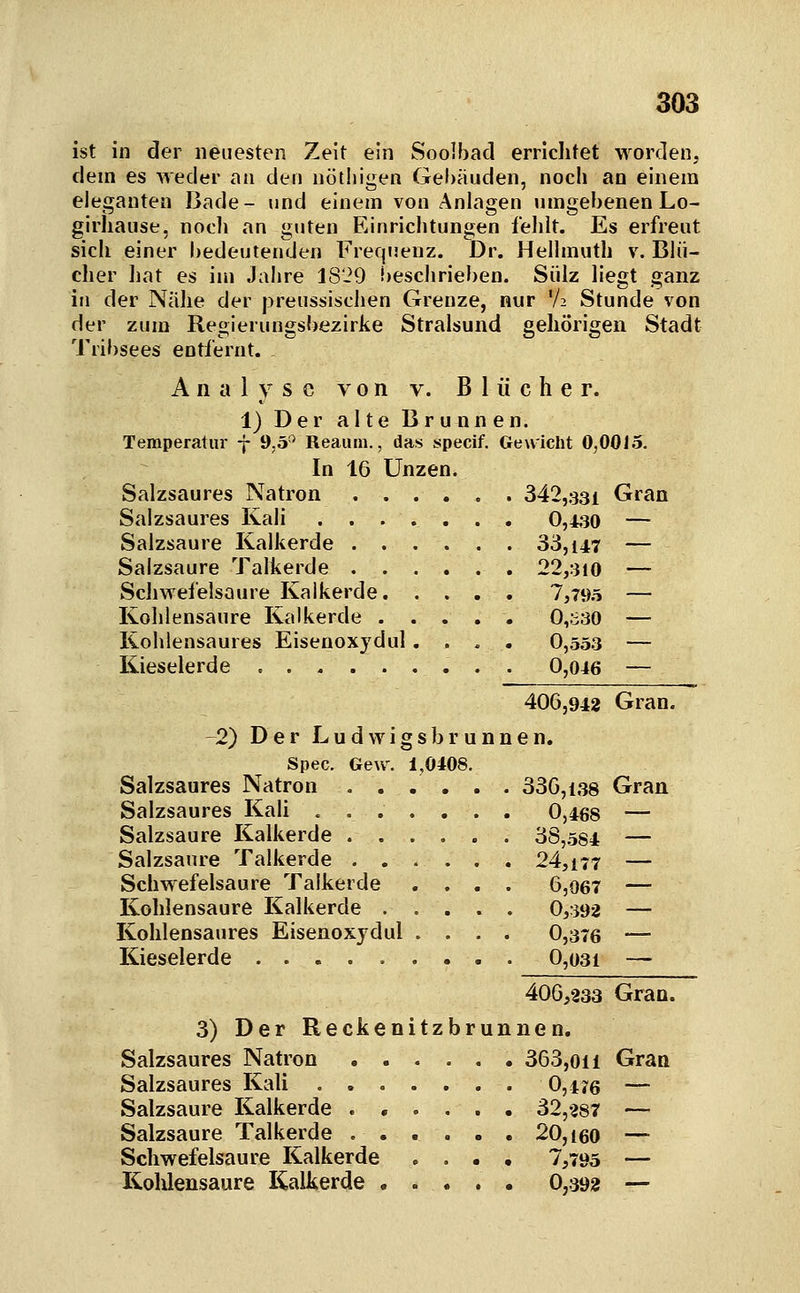 303
ist in der neuesten Zeit ein Soolbad errichtet worden,
dem es weder an den nöthigen Gebäuden, noch an einem
eleganten Bade- und einem von Anlagen umgebenen Lo-
girhause, noch an guten Einrichtungen fehlt. Es erfreut
sich einer bedeutenden Frequenz. Dr. Hellmuth v. Blü-
cher hat es im Jahre 1829 beschrieben. Sülz liegt ganz
in der Nähe der preussischen Grenze, nur ½ Stunde von
der zum Regierungsbezirke Stralsund gehörigen Stadt
Tribsees entfernt.
Analyse von v. Blücher.
1) Der alte Brunnen.
Temperatur † 9,5° Reaum., das specif. Gewicht 0,0015.
In 16 Unzen.
Salzsaures Natron . . . . . . 342,331 Gran
Salzsaures Kali . . . . . . . 0,430 —
Salzsaure Kalkerde . . . . . . 33,147 —
Salzsaure Talkerde . . . . . . 22,310 —
Schwefelsaure Kalkerde. . . . . 7,795 —
Kohlensaure Kalkerde . . . . . 0,330 —
Kohlensaures Eisenoxydul . . . . 0,553 —
Kieselerde . . . . . . . . . 0,046 —
406,942 Gran.
2) Der Ludwigsbrunnen.
Spec. Gew. 1,0408.
Salzsaures Natron . . . . . . 336,138 Gran
Salzsaures Kali . . . . . . . 0,468 —
Salzsaure Kalkerde . . . . . . 38,584 —
Salzsaure Talkerde . . . . . . 24,177 —
Schwefelsaure Talkerde . . . . 6,067 —
Kohlensaure Kalkerde . . . . . 0,392 —
Kohlensaures Eisenoxydul . . . . 0,376 —
Kieselerde . . . . . . . . . 0,031 —
406,233 Gran.
3) Der Reckenitzbrunnen.
Salzsaures Natron . . . . . . 363,011 Gran
Salzsaures Kali . . . . . . . 0,476 —
Salzsaure Kalkerde . . . . . . 32,287 —
Salzsaure Talkerde . . . . . . 20,160 —
Schwefelsaure Kalkerde . . . . 7,795 —
Kohlensaure Kalkerde . . . . . 0,392 —